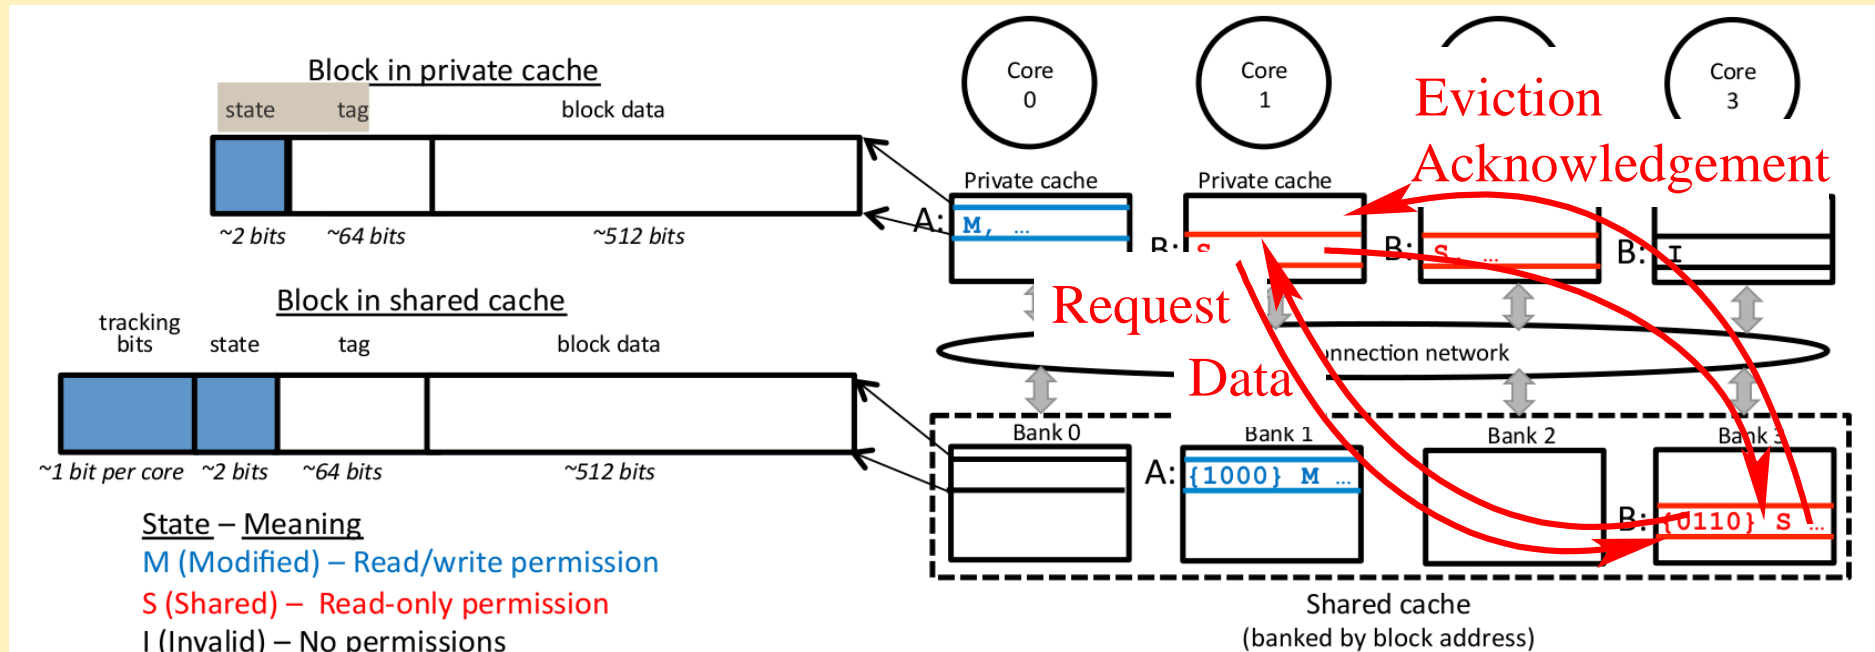 Block in private cache
state tag block data
~2 bits ~64 bits ~512 bits
Block in shared cache
tracking
bits state tag block data
~1 bit per core ~2 bits ~64 bits ~512 bits
State – Meaning
M (Modified) – Read/write permission
S (Shared) – Read-only permission
I (Invalid) – No permissions
Core
0
Core
1
Core
3
Eviction
Acknowledgement
Private cache
Private cache
A: M, …
B: S
B: S, …
B: I
Request
Data
onnection network
Bank 0
Bank 1
Bank 2
Bank 3
A: {1000} M …
B: {0110} S …
Shared cache
(banked by block address)